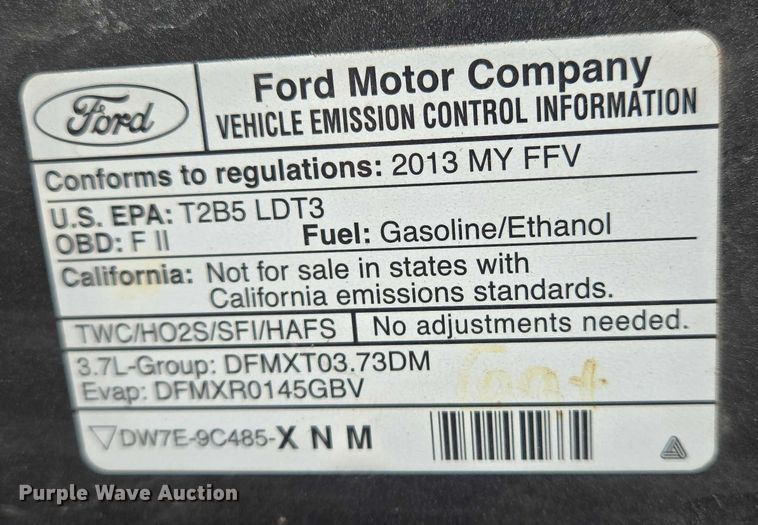 Ford
Ford Motor Company
VEHICLE EMISSION CONTROL INFORMATION
Conforms to regulations: 2013 MY FFV
U.S. EPA: T2B5 LDT3
OBD: F II Fuel: Gasoline/Ethanol
California: Not for sale in states with
California emissions standards.
TWC/HO2S/SFI/HAFS No adjustments needed.
3.7L-Group: DFMXT03.73DM
Evap: DFMXR0145GBV
DW7E-9C485-X N M
Purple Wave Auction